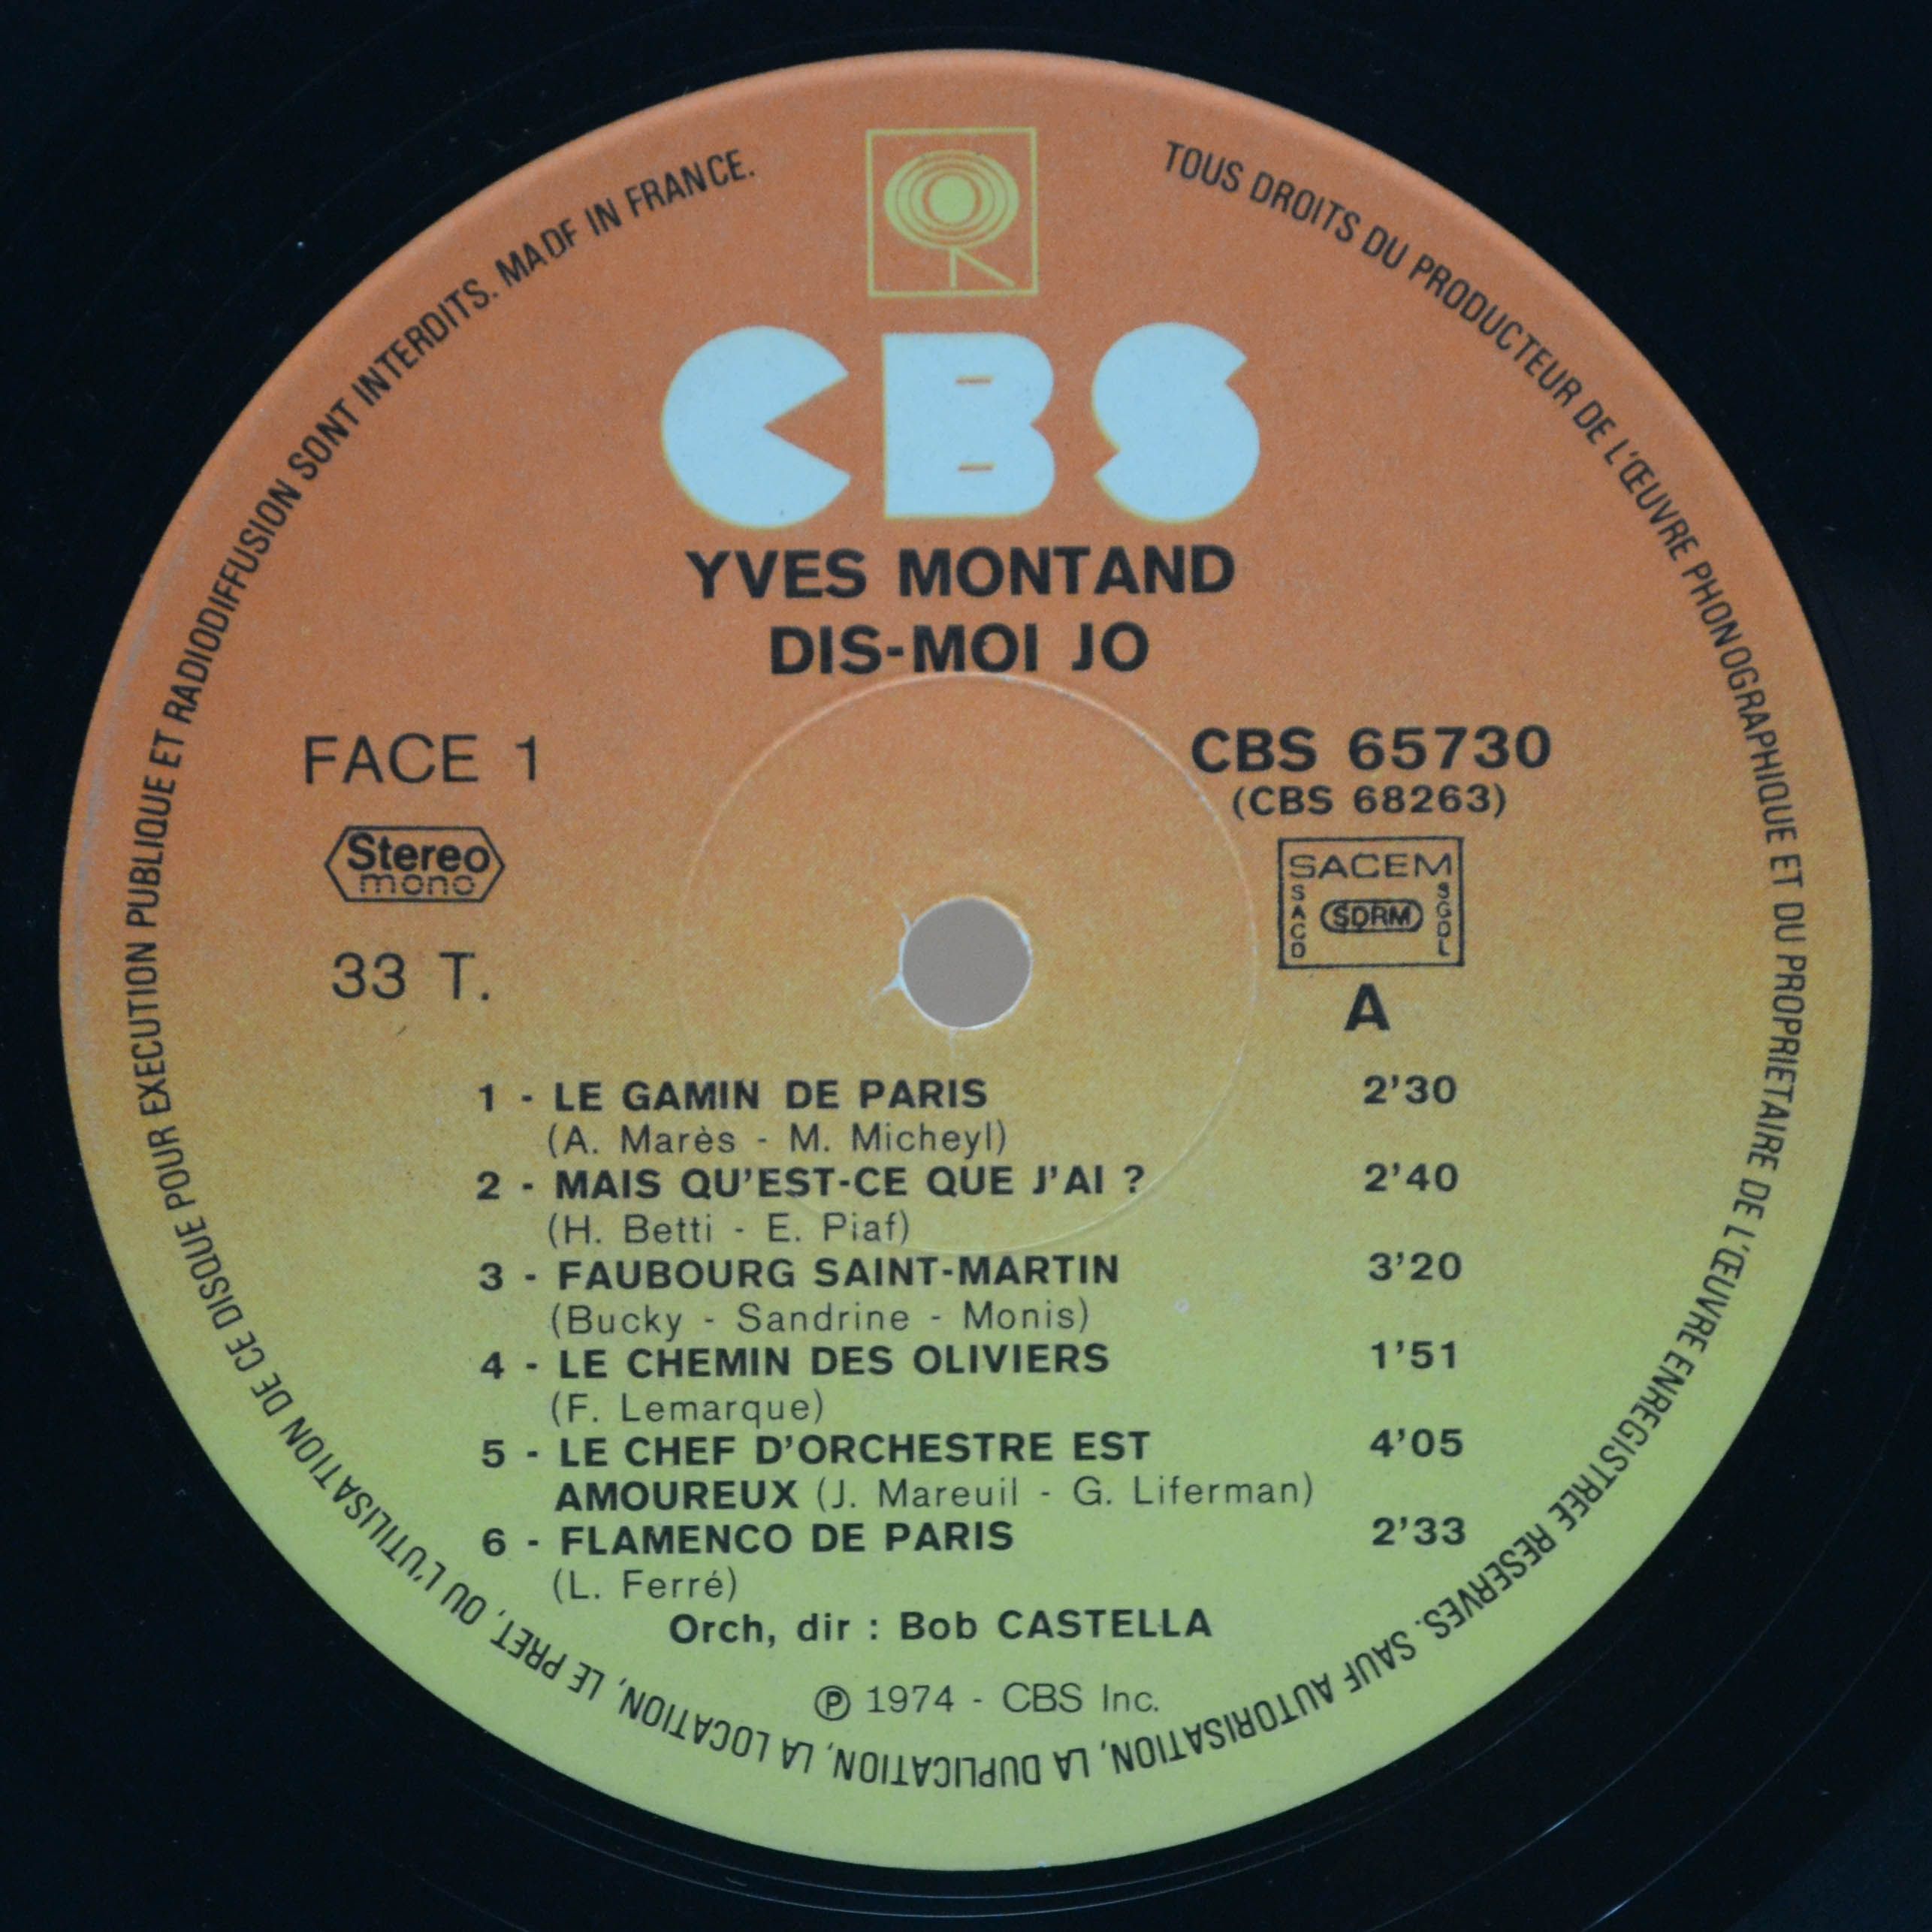 TOUS DROITS DU PRODUCTEUR DE L'ŒUVRE PHONOGRAPHIQUE ET DU PROPRIETAIRE DE L'ŒUVRE ENREGISTREE RESERVES. SAUF AUTORISATION, LA DUPLICATION, LA LOCATION, LE PRET, OU L'UTILISATION DE CE DISQUE POUR EXECUTION PUBLIQUE ET RADIODIFFUSION SONT INTERDITS. MADE IN FRANCE.
CBS
YVES MONTAND
DIS-MOI JO
FACE 1
CBS 65730
(CBS 68263)
Stereo
mono
SACEM
SACD SDRM SGDL
33 T.
A
1 - LE GAMIN DE PARIS 2'30
(A. Marès - M. Micheyl)
2 - MAIS QU'EST-CE QUE J'AI ? 2'40
(H. Betti - E. Piaf)
3 - FAUBOURG SAINT-MARTIN 3'20
(Bucky - Sandrine - Monis)
4 - LE CHEMIN DES OLIVIERS 1'51
(F. Lemarque)
5 - LE CHEF D'ORCHESTRE EST 4'05
AMOUREUX (J. Mareuil - G. Liferman)
6 - FLAMENCO DE PARIS 2'33
(L. Ferré)
Orch, dir : Bob CASTELLA
℗ 1974 - CBS Inc.